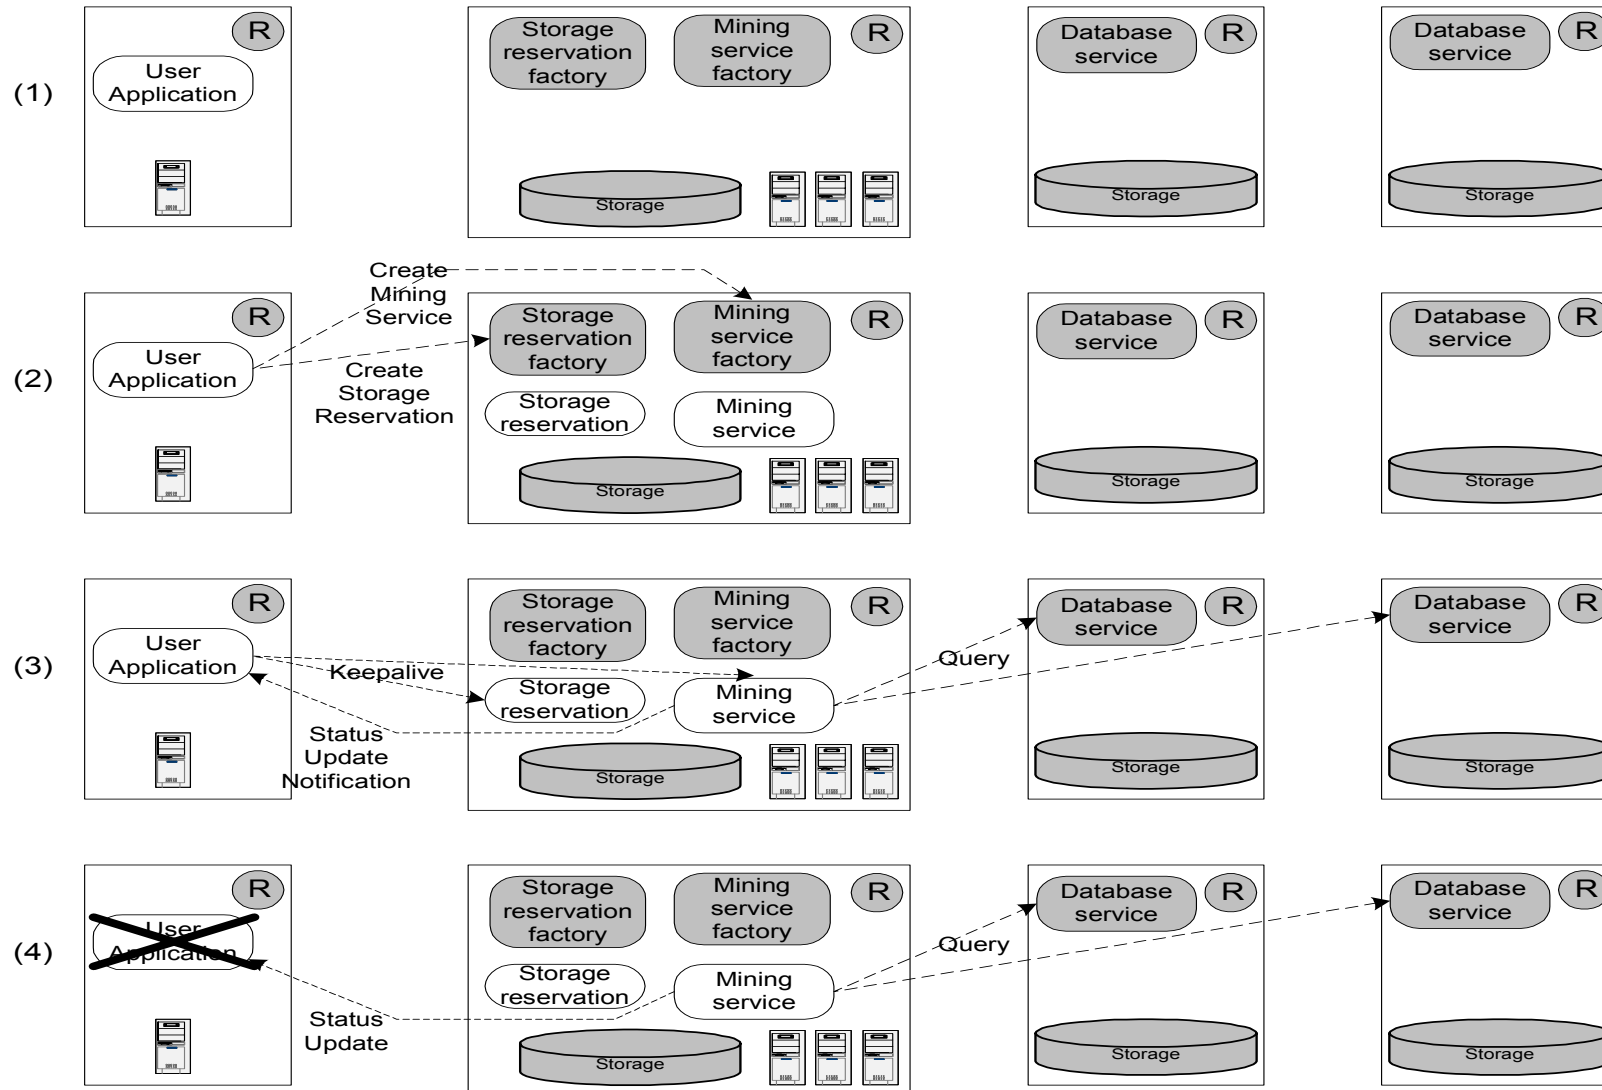 (1)
R
User
Application
Storage
reservation
factory
Mining
service
factory
R
Storage
Database
service
R
Storage
Database
service
R
Storage
(2)
R
User
Application
Create
Mining
Service
Create
Storage
Reservation
Storage
reservation
factory
Mining
service
factory
R
Storage
reservation
Mining
service
Storage
Database
service
R
Storage
Database
service
R
Storage
(3)
R
User
Application
Keepalive
Status
Update
Notification
Storage
reservation
factory
Mining
service
factory
R
Storage
reservation
Mining
service
Storage
Query
Database
service
R
Storage
Database
service
R
Storage
(4)
R
User
Application
Status
Update
Storage
reservation
factory
Mining
service
factory
R
Storage
reservation
Mining
service
Storage
Query
Database
service
R
Storage
Database
service
R
Storage